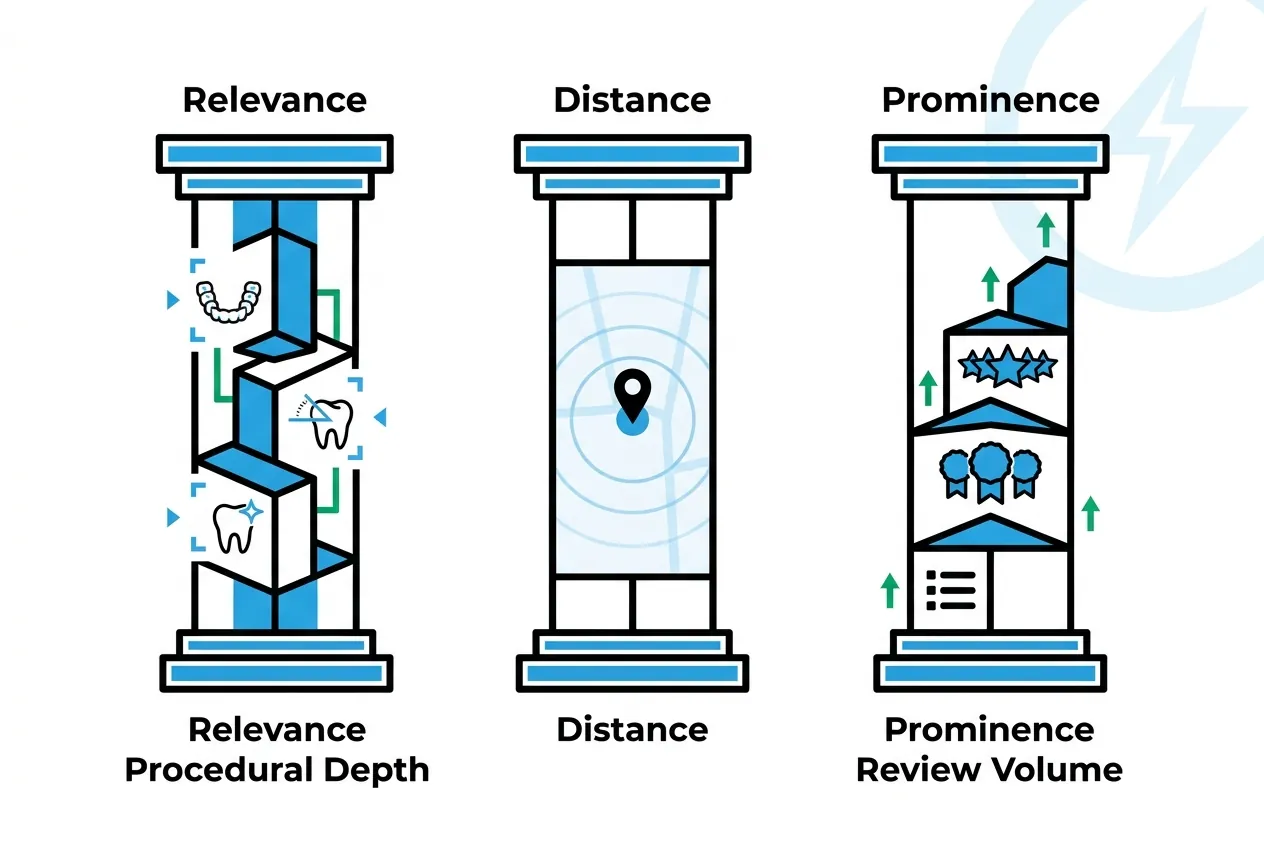 Relevance
Distance
Prominence
Relevance
Procedural Depth
Distance
Prominence
Review Volume